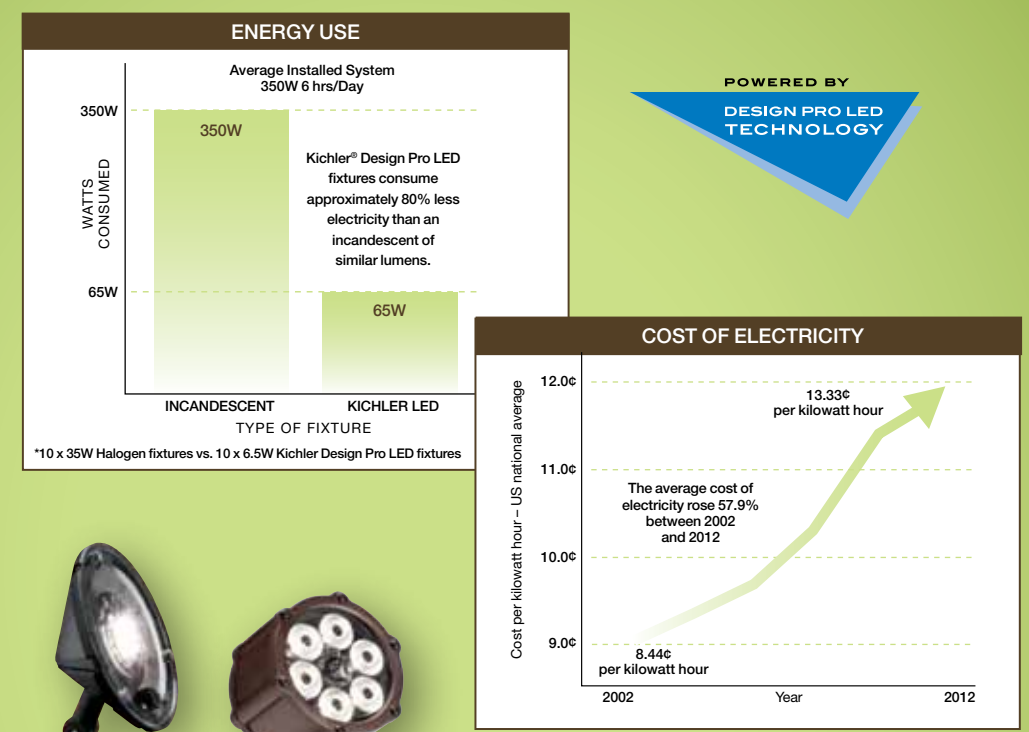 ENERGY USE
Average Installed System
350W 6 hrs/Day
350W
350W
WATTS
CONSUMED
Kichler® Design Pro LED
fixtures consume
approximately 80% less
electricity than an
incandescent of
similar lumens.
65W
65W
INCANDESCENT
KICHLER LED
TYPE OF FIXTURE
*10 x 35W Halogen fixtures vs. 10 x 6.5W Kichler Design Pro LED fixtures
POWERED BY
DESIGN PRO LED
TECHNOLOGY
COST OF ELECTRICITY
Cost per kilowatt hour – US national average
12.0¢
13.33¢
per kilowatt hour
11.0¢
The average cost of
electricity rose 57.9%
between 2002
and 2012
10.0¢
9.0¢
8.44¢
per kilowatt hour
2002
Year
2012